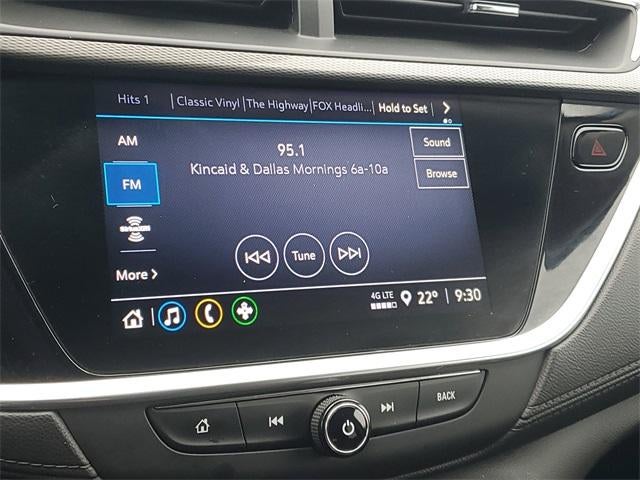 Hits 1 | Classic Vinyl | The Highway | FOX Headli... Hold to Set
AM
95.1
Sound
Kincaid & Dallas Mornings 6a-10a
Browse
FM
SiriusXM
Tune
More
4G LTE 22° 9:30
BACK